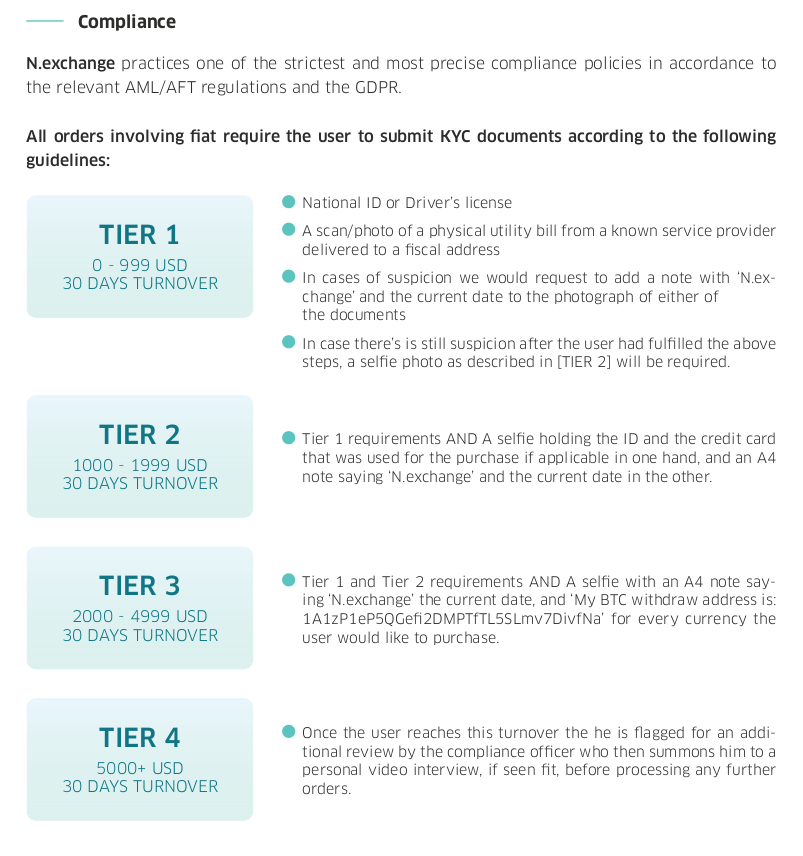 Compliance
N.exchange practices one of the strictest and most precise compliance policies in accordance to
the relevant AML/AFT regulations and the GDPR.
All orders involving fiat require the user to submit KYC documents according to the following
guidelines:
TIER 1
0 - 999 USD
30 DAYS TURNOVER
National ID or Driver's license
A scan/photo of a physical utility bill from a known service provider
delivered to a fiscal address
In cases of suspicion we would request to add a note with 'N.ex-
change' and the current date to the photograph of either of
the documents
In case there's is still suspicion after the user had fulfilled the above
steps, a selfie photo as described in [TIER 2] will be required.
TIER 2
1000 - 1999 USD
30 DAYS TURNOVER
Tier 1 requirements AND A selfie holding the ID and the credit card
that was used for the purchase if applicable in one hand, and an A4
note saying 'N.exchange' and the current date in the other.
TIER 3
2000 - 4999 USD
30 DAYS TURNOVER
Tier 1 and Tier 2 requirements AND A selfie with an A4 note say-
ing 'N.exchange' the current date, and 'My BTC withdraw address is:
1A1zP1eP5QGefi2DMPTfTL5SLmv7DivfNa' for every currency the
user would like to purchase.
TIER 4
5000+ USD
30 DAYS TURNOVER
Once the user reaches this turnover the he is flagged for an addi-
tional review by the compliance officer who then summons him to a
personal video interview, if seen fit, before processing any further
orders.